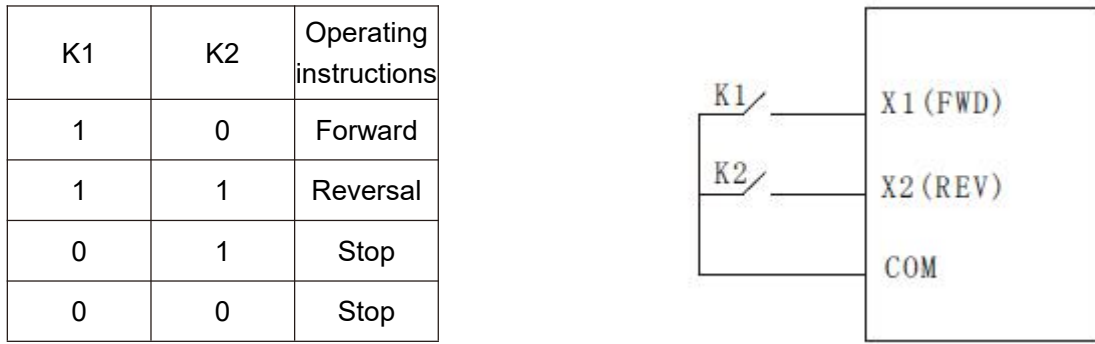 K1 K2 Operating
instructions
1 0 Forward
1 1 Reversal
0 1 Stop
0 0 Stop
K1 X1(FWD)
K2 X2(REV)
COM